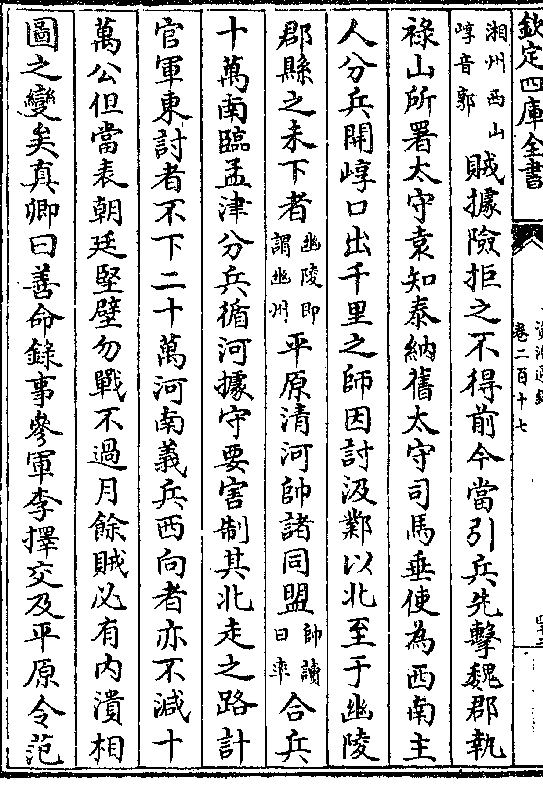 欽定四庫全書
卷二百十七
湘州西山崞音郭賊據險拒之不得前今當引兵先擊魏郡執
祿山所署太守袁知泰納舊太守司馬垂使為西南主
人分兵開崞口出千里之師因討汲鄴以北至于幽陵
郡縣之未下者幽陵即謂幽州平原清河帥諸同盟帥讀曰率合兵
十萬南臨孟津分兵循河據守要害制其北走之路計
官軍東討者不下二十萬河南義兵西向者亦不減十
萬公但當表朝廷堅壁勿戰不過月餘賊必有内潰相
圖之變矣真卿曰善命錄事參軍李擇交及平原令范